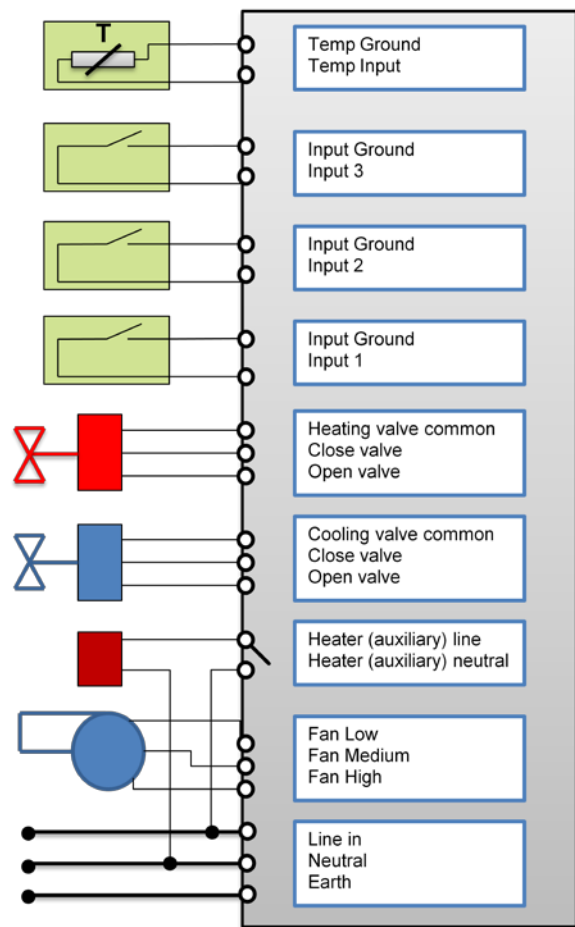 T
Temp Ground
Temp Input
Input Ground
Input 3
Input Ground
Input 2
Input Ground
Input 1
Heating valve common
Close valve
Open valve
Cooling valve common
Close valve
Open valve
Heater (auxiliary) line
Heater (auxiliary) neutral
Fan Low
Fan Medium
Fan High
Line in
Neutral
Earth